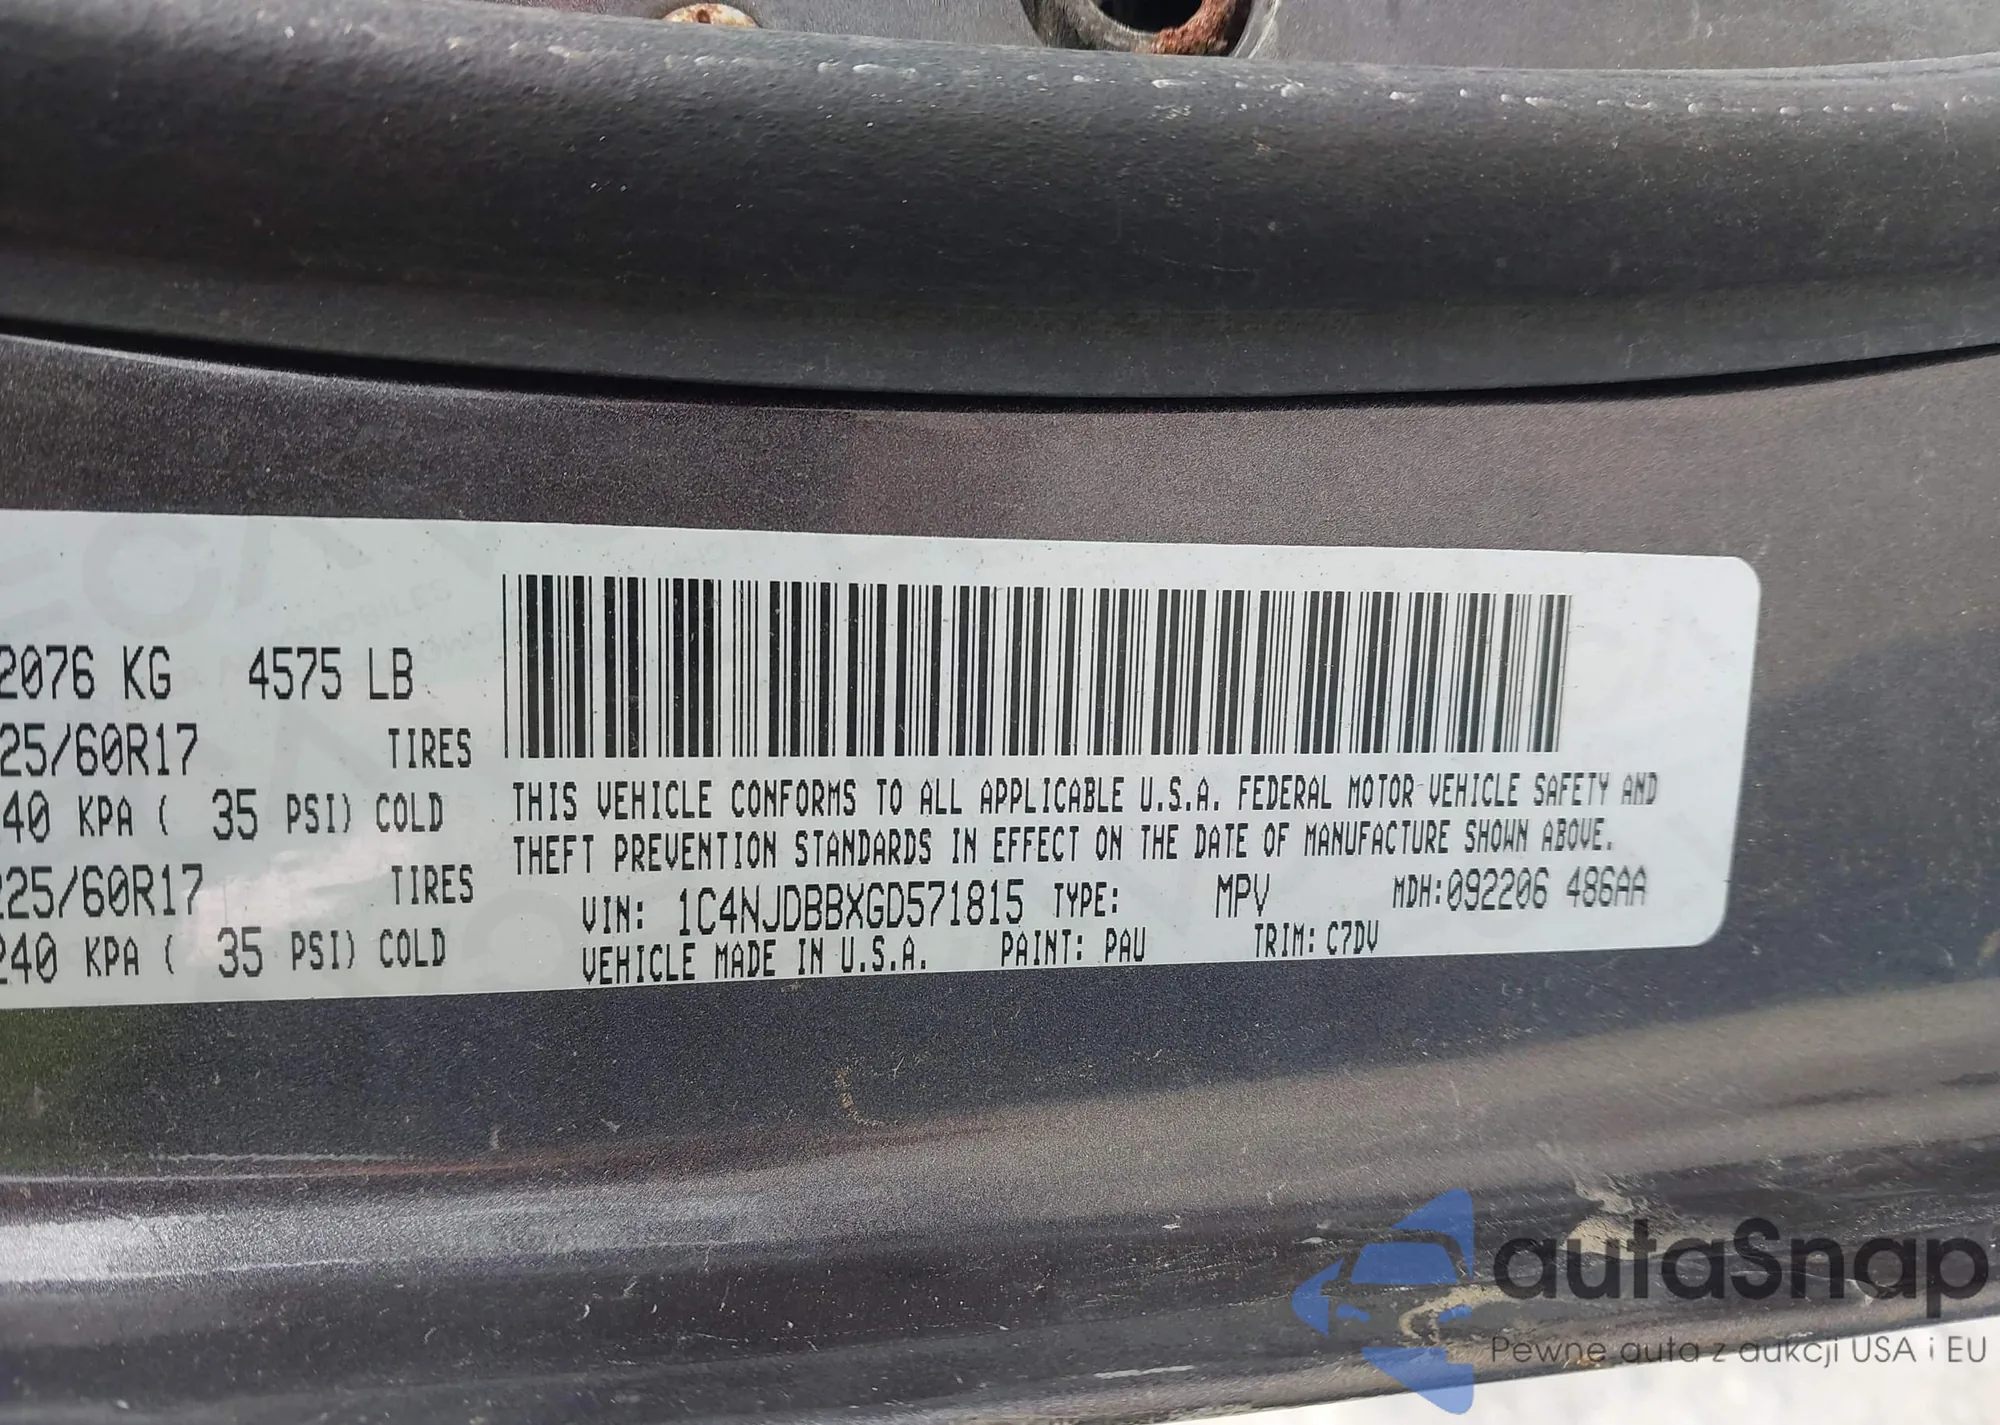 2076 KG 4575 LB
25/60R17 TIRES
40 KPA ( 35 PSI) COLD
225/60R17 TIRES
240 KPA ( 35 PSI) COLD
THIS VEHICLE CONFORMS TO ALL APPLICABLE U.S.A. FEDERAL MOTOR VEHICLE SAFETY AND
THEFT PREVENTION STANDARDS IN EFFECT ON THE DATE OF MANUFACTURE SHOWN ABOVE.
VIN: 1C4NJDBBXGD571815 TYPE: MPV MDH:092206 486AA
VEHICLE MADE IN U.S.A. PAINT: PAU TRIM: C7DV
autaSnap
Pewne auta z aukcji USA i EU